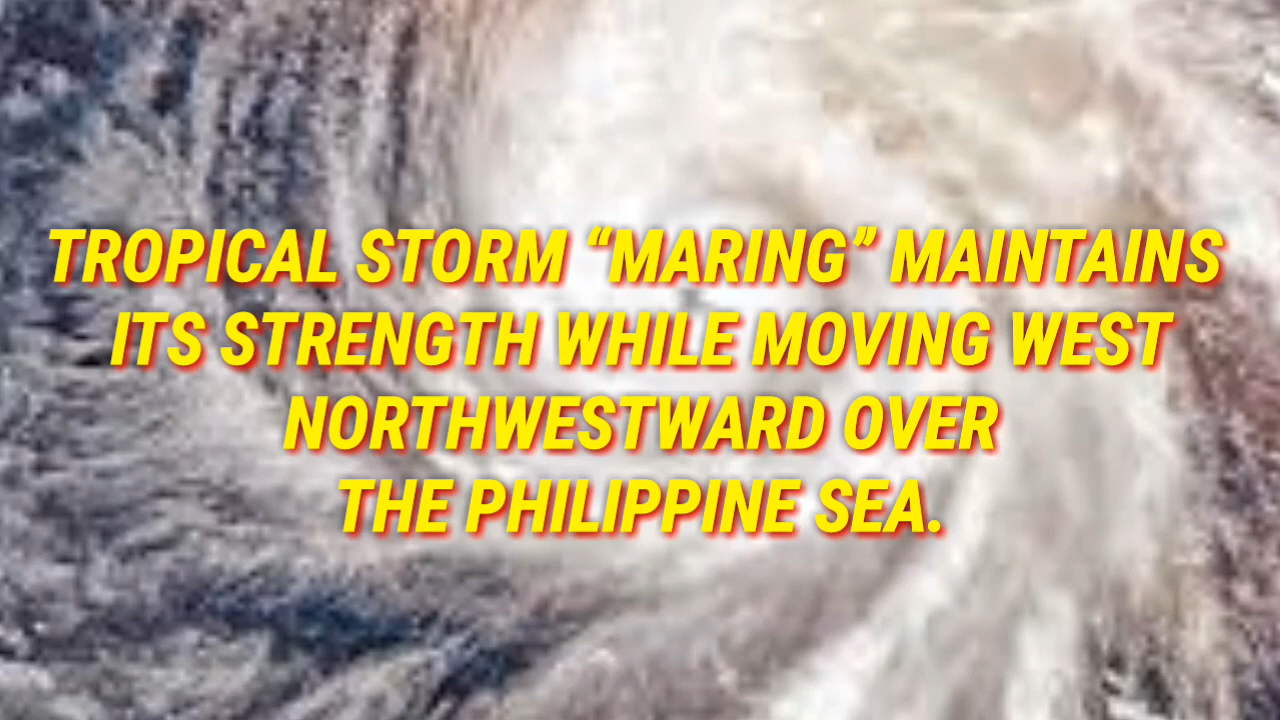 TROPICAL STORM “MARING” MAINTAINS
ITS STRENGTH WHILE MOVING WEST
NORTHWESTWARD OVER
THE PHILIPPINE SEA.